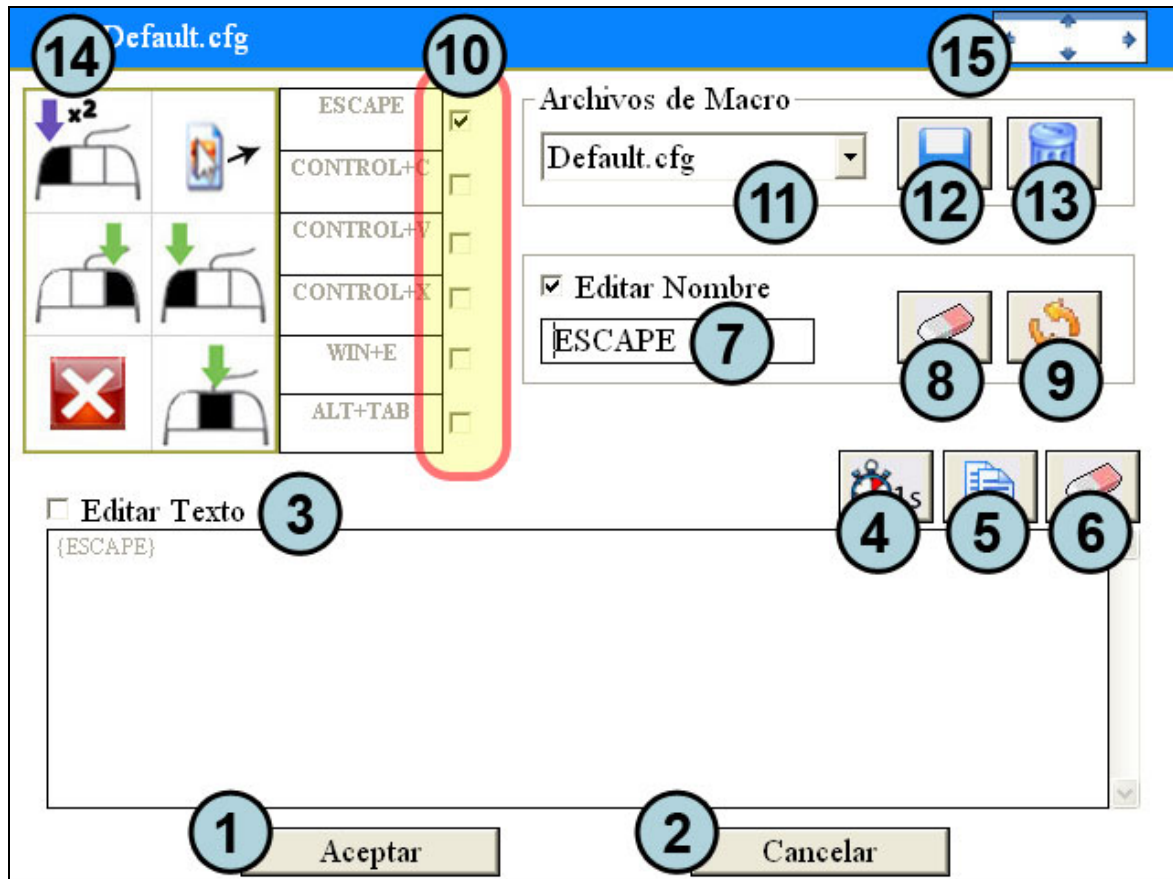 14
Default.cfg
10
15
x2
ESCAPE
CONTROL+C
CONTROL+V
CONTROL+X
WIN+E
ALT+TAB
Archivos de Macro
Default.cfg
11
12
13
Editar Nombre
ESCAPE
7
8
9
Editar Texto
3
1s
4
5
6
{ESCAPE}
1
Aceptar
2
Cancelar